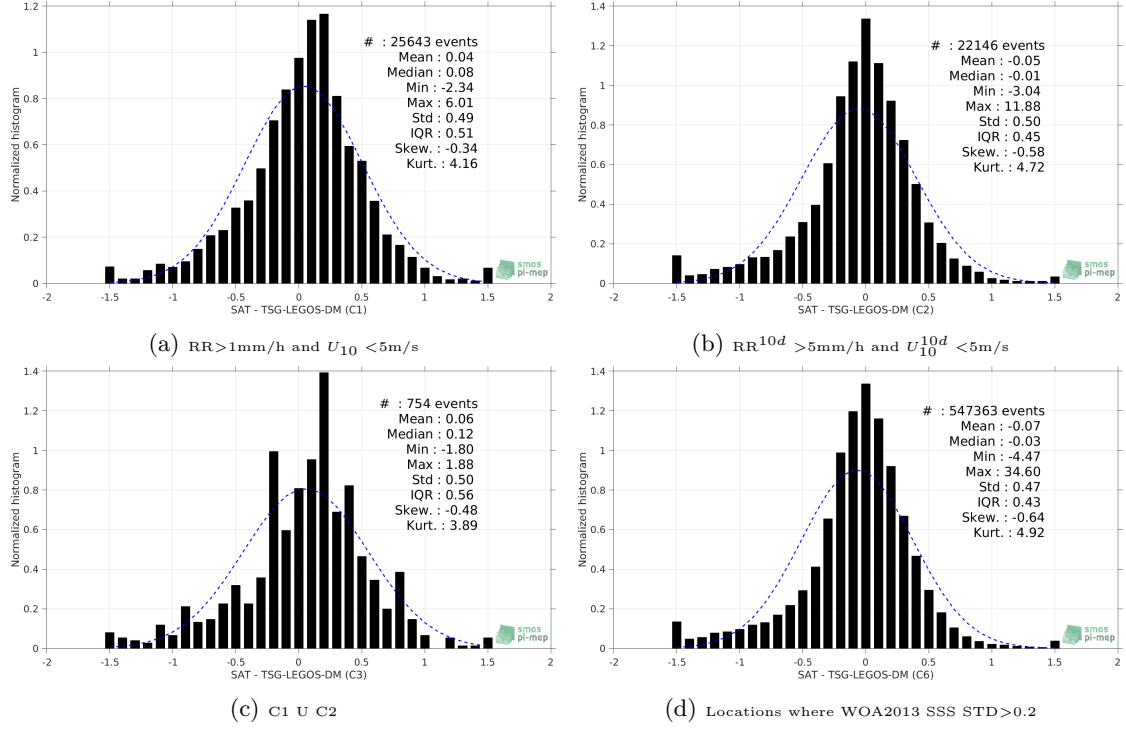 1.2
1
0.8
0.6
0.4
0.2
0
Normalized histogram
# : 25643 events
Mean : 0.04
Median : 0.08
Min : -2.34
Max : 6.01
Std : 0.49
IQR : 0.51
Skew. : -0.34
Kurt. : 4.16
smos
pi-mep
-2 -1.5 -1 -0.5 0 0.5 1 1.5 2
SAT - TSG-LEGOS-DM (C1)
(a) RR>1mm/h and U10 <5m/s
1.4
1.2
1
0.8
0.6
0.4
0.2
0
Normalized histogram
# : 22146 events
Mean : -0.05
Median : -0.01
Min : -3.04
Max : 11.88
Std : 0.50
IQR : 0.45
Skew. : -0.58
Kurt. : 4.72
smos
pi-mep
-2 -1.5 -1 -0.5 0 0.5 1 1.5 2
SAT - TSG-LEGOS-DM (C2)
(b) RR^10d >5mm/h and U10^10d <5m/s
1.4
1.2
1
0.8
0.6
0.4
0.2
0
Normalized histogram
# : 754 events
Mean : 0.06
Median : 0.12
Min : -1.80
Max : 1.88
Std : 0.50
IQR : 0.56
Skew. : -0.48
Kurt. : 3.89
smos
pi-mep
-2 -1.5 -1 -0.5 0 0.5 1 1.5 2
SAT - TSG-LEGOS-DM (C3)
(c) C1 U C2
1.4
1.2
1
0.8
0.6
0.4
0.2
0
Normalized histogram
# : 547363 events
Mean : -0.07
Median : -0.03
Min : -4.47
Max : 34.60
Std : 0.47
IQR : 0.43
Skew. : -0.64
Kurt. : 4.92
smos
pi-mep
-2 -1.5 -1 -0.5 0 0.5 1 1.5 2
SAT - TSG-LEGOS-DM (C6)
(d) Locations where WOA2013 SSS STD>0.2